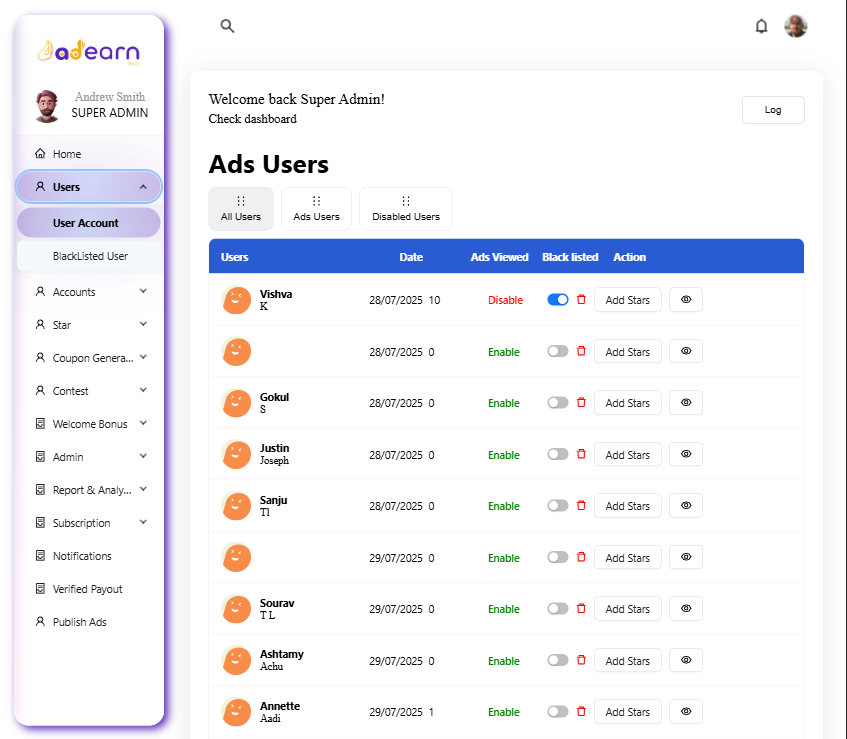 ad'earn
Andrew Smith
SUPER ADMIN
Home
Users
User Account
BlackListed User
Accounts
Star
Coupon Genera...
Contest
Welcome Bonus
Admin
Report & Analy...
Subscription
Notifications
Verified Payout
Publish Ads
Welcome back Super Admin!
Check dashboard
Log
Ads Users
All Users Ads Users Disabled Users
Users Date Ads Viewed Black listed Action
Vishva
K
28/07/2025 10 Disable Add Stars
28/07/2025 0 Enable Add Stars
Gokul
S
28/07/2025 0 Enable Add Stars
Justin
Joseph
28/07/2025 0 Enable Add Stars
Sanju
Tl
28/07/2025 0 Enable Add Stars
29/07/2025 0 Enable Add Stars
Sourav
T L
29/07/2025 0 Enable Add Stars
Ashtamy
Achu
29/07/2025 0 Enable Add Stars
Annette
Aadi
29/07/2025 1 Enable Add Stars